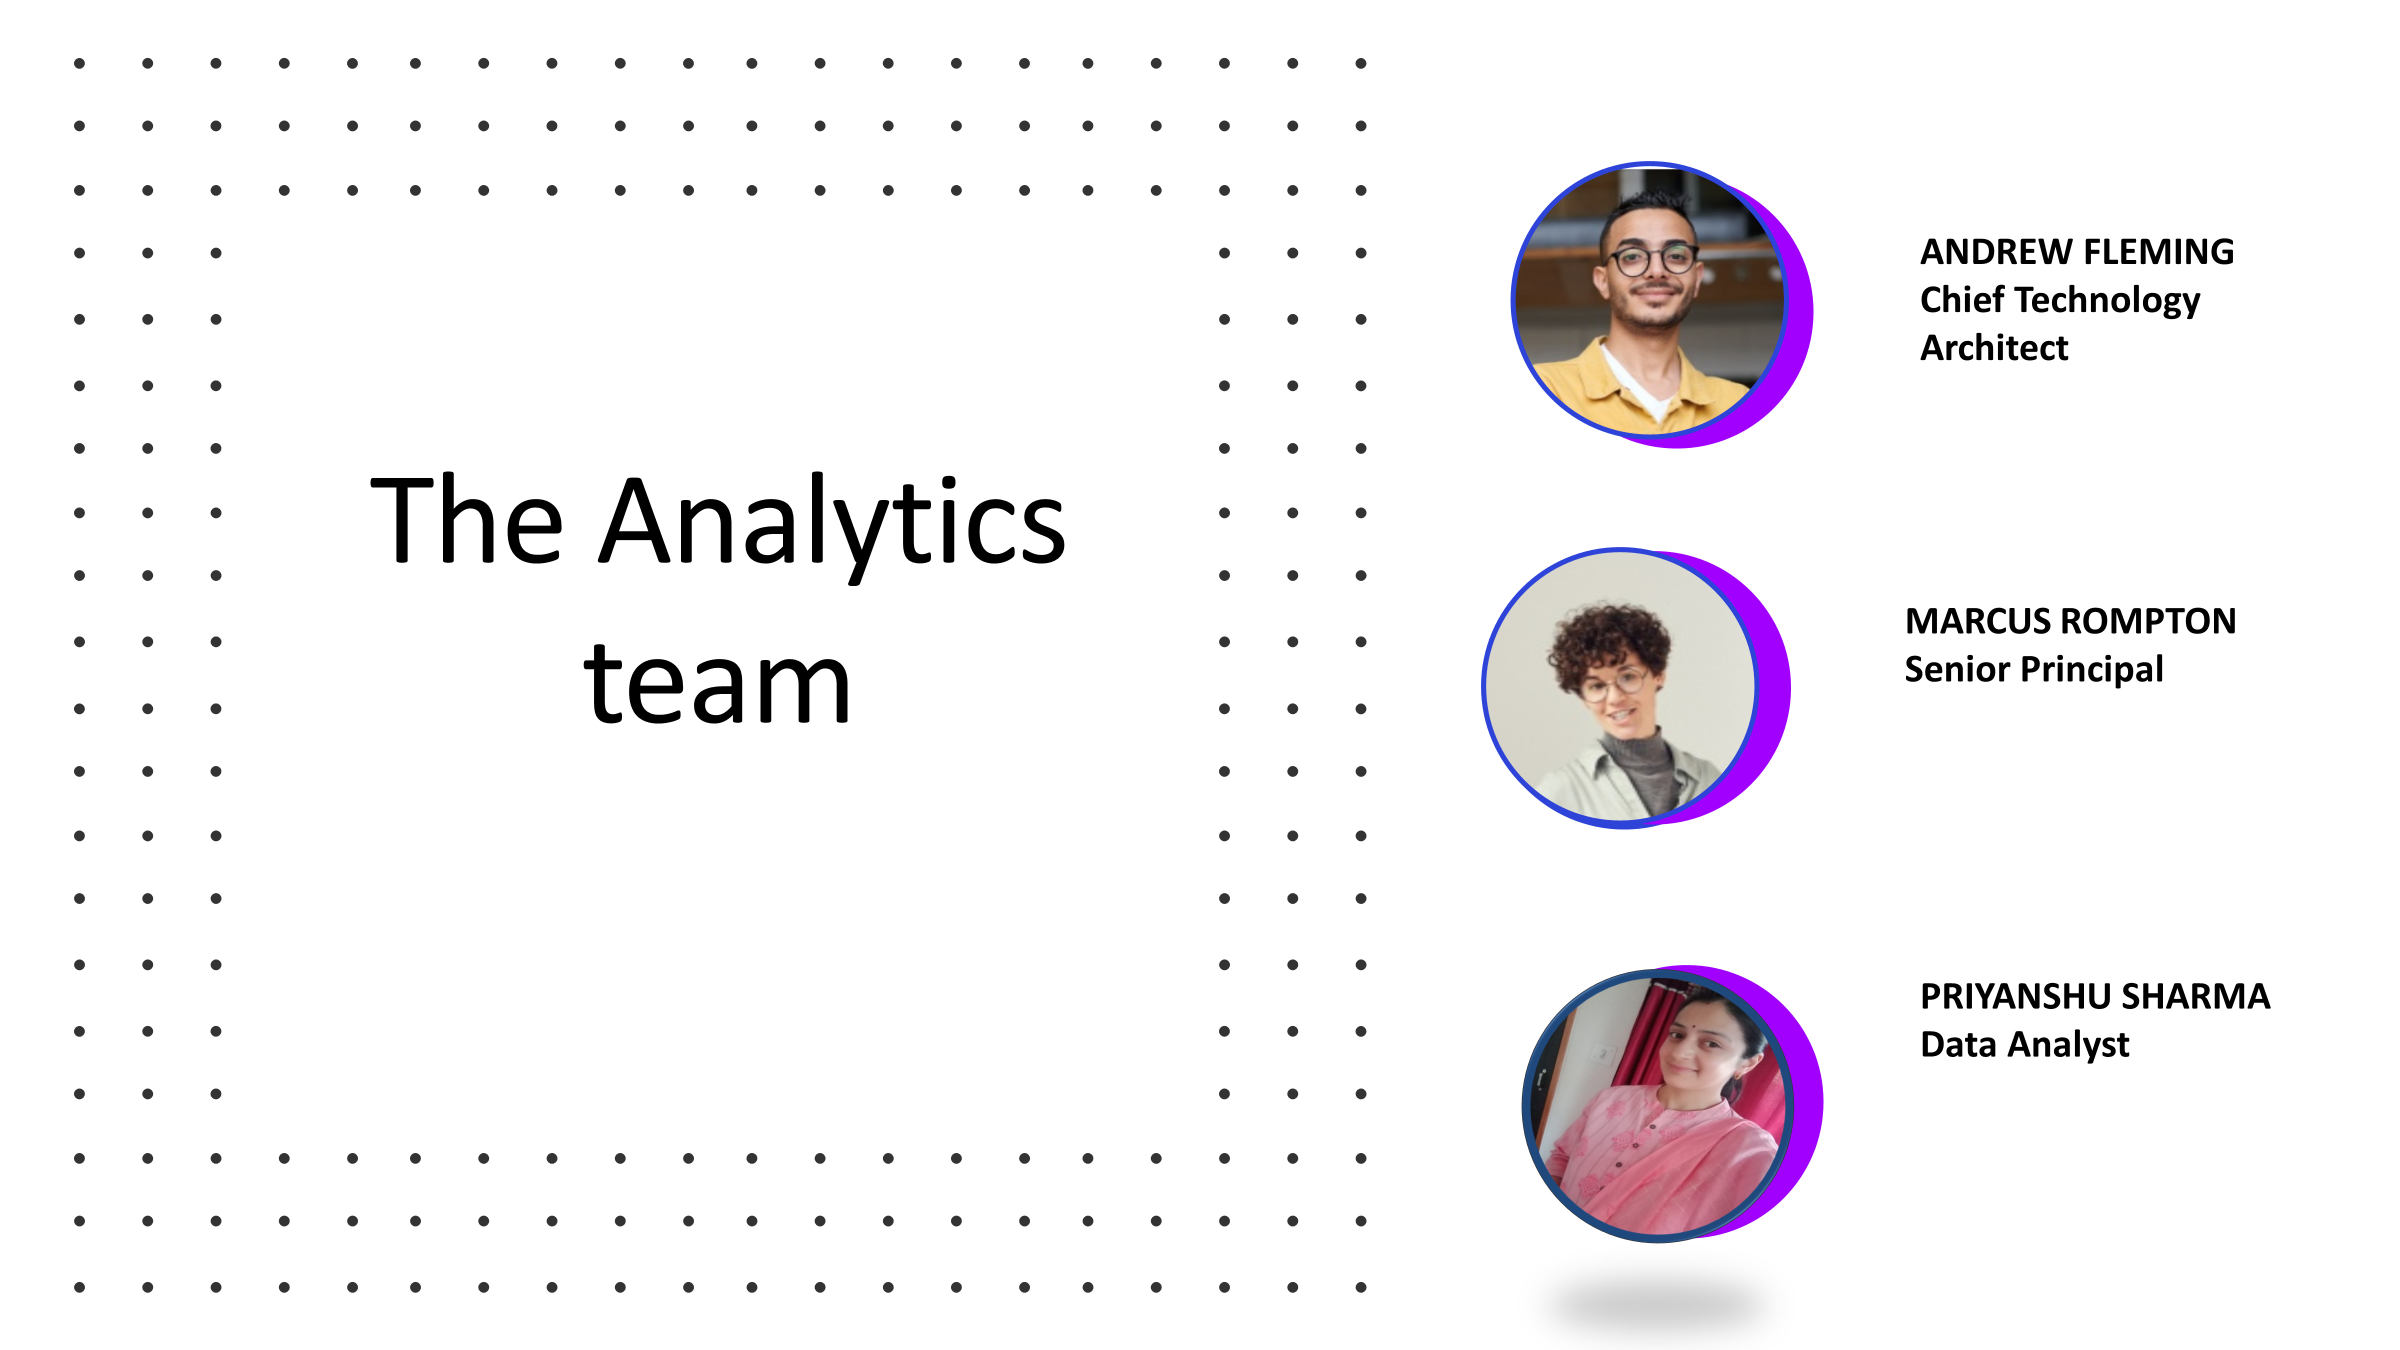 The Analytics
team
ANDREW FLEMING
Chief Technology
Architect
MARCUS ROMPTON
Senior Principal
PRIYANSHU SHARMA
Data Analyst